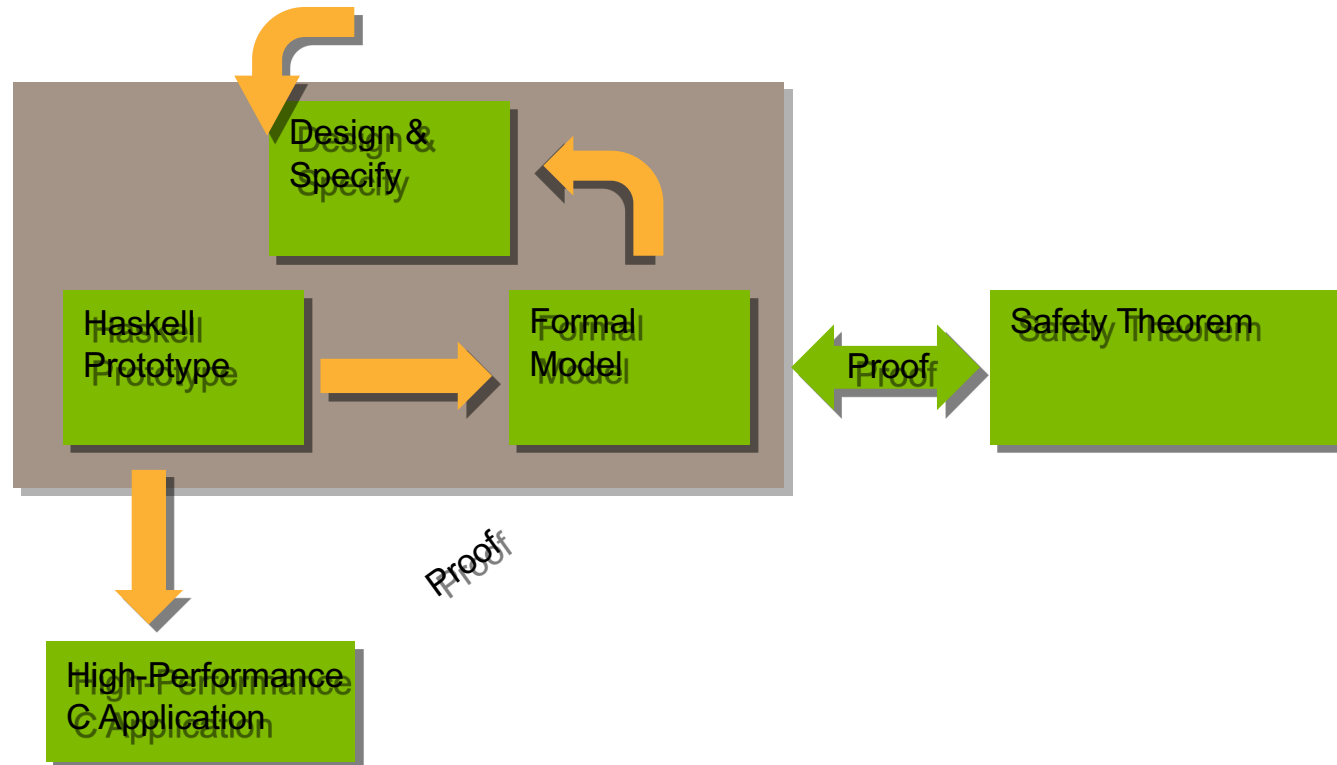 Design &
Specify
Haskell
Prototype
Formal
Model
Proof
Safety Theorem
Proof
High-Performance
C Application